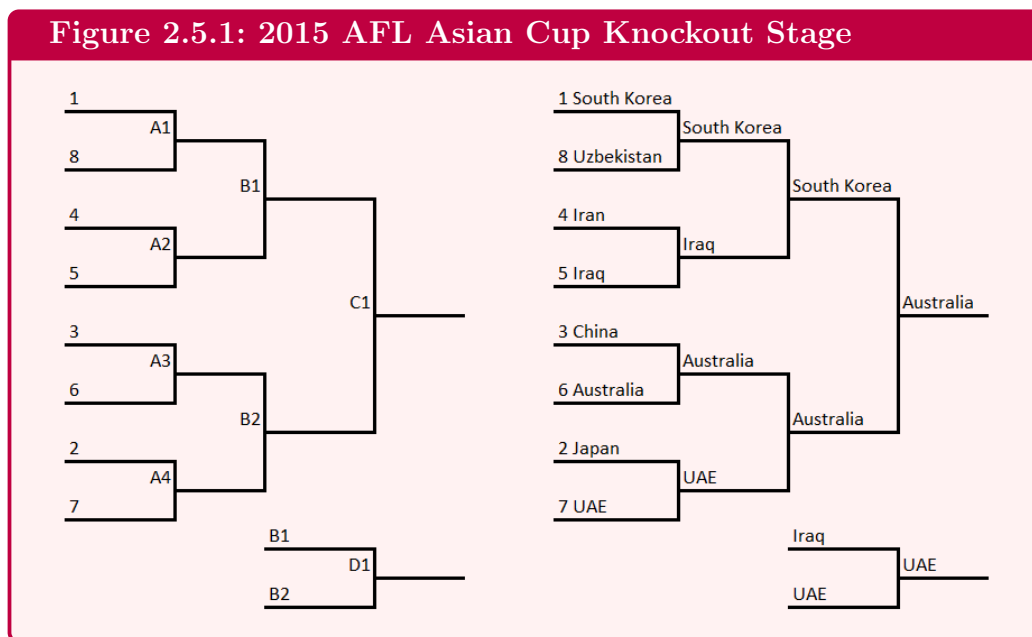 Figure 2.5.1: 2015 AFL Asian Cup Knockout Stage
1
A1
8
B1
4
A2
5
C1
3
A3
6
B2
2
A4
7
B1
D1
B2
1 South Korea
South Korea
8 Uzbekistan
South Korea
4 Iran
Iraq
5 Iraq
Australia
3 China
Australia
6 Australia
Australia
2 Japan
UAE
7 UAE
Iraq
UAE
UAE